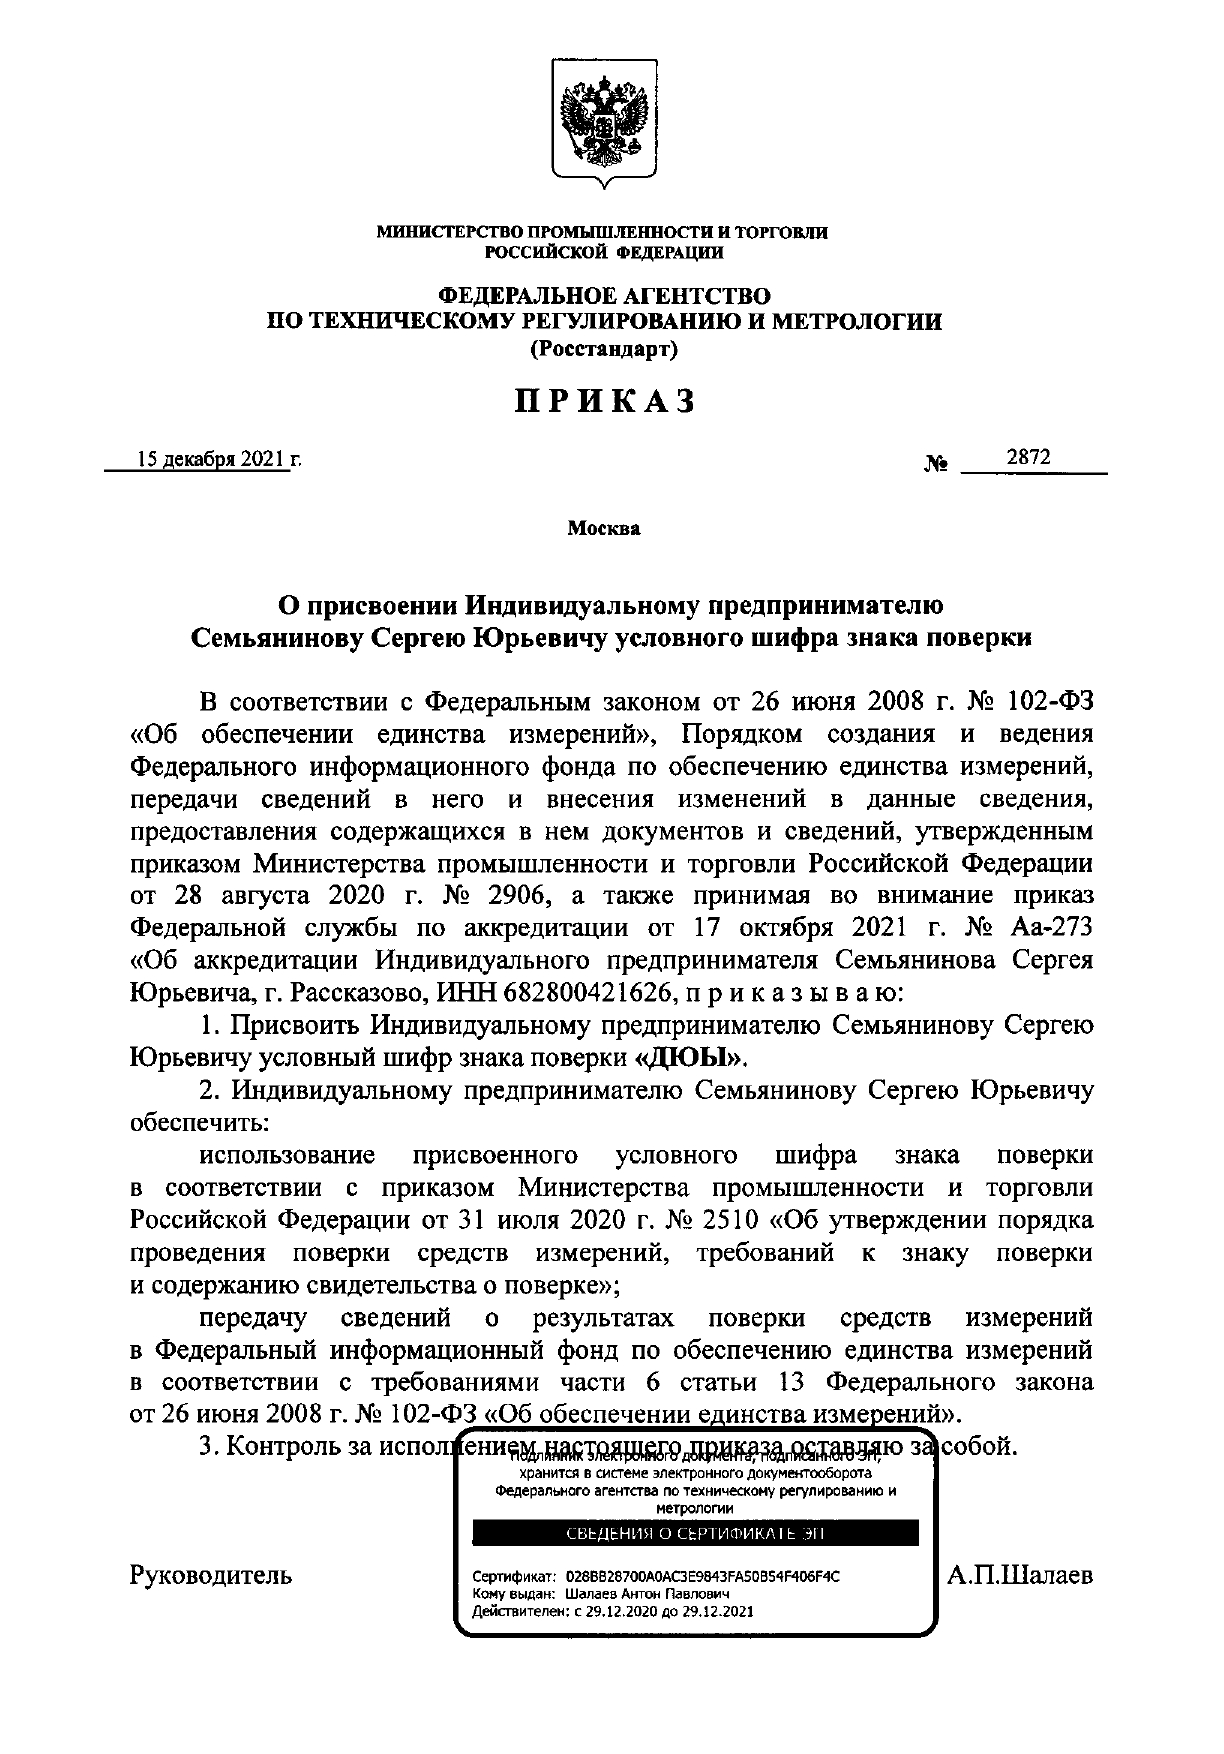 МИНИСТЕРСТВО ПРОМЫШЛЕННОСТИ И ТОРГОВЛИ
РОССИЙСКОЙ ФЕДЕРАЦИИ
ФЕДЕРАЛЬНОЕ АГЕНТСТВО
ПО ТЕХНИЧЕСКОМУ РЕГУЛИРОВАНИЮ И МЕТРОЛОГИИ
(Росстандарт)
П Р И К А З
15 декабря 2021 г. № 2872
Москва
О присвоении Индивидуальному предпринимателю
Семьянинову Сергею Юрьевичу условного шифра знака поверки
В соответствии с Федеральным законом от 26 июня 2008 г. № 102-ФЗ
«Об обеспечении единства измерений», Порядком создания и ведения
Федерального информационного фонда по обеспечению единства измерений,
передачи сведений в него и внесения изменений в данные сведения,
предоставления содержащихся в нем документов и сведений, утвержденным
приказом Министерства промышленности и торговли Российской Федерации
от 28 августа 2020 г. № 2906, а также принимая во внимание приказ
Федеральной службы по аккредитации от 17 октября 2021 г. № Аа-273
«Об аккредитации Индивидуального предпринимателя Семьянинова Сергея
Юрьевича, г. Рассказово, ИНН 682800421626, п р и к а з ы в а ю:
1. Присвоить Индивидуальному предпринимателю Семьянинову Сергею
Юрьевичу условный шифр знака поверки «ДЮЫ».
2. Индивидуальному предпринимателю Семьянинову Сергею Юрьевичу
обеспечить:
использование присвоенного условного шифра знака поверки
в соответствии с приказом Министерства промышленности и торговли
Российской Федерации от 31 июля 2020 г. № 2510 «Об утверждении порядка
проведения поверки средств измерений, требований к знаку поверки
и содержанию свидетельства о поверке»;
передачу сведений о результатах поверки средств измерений
в Федеральный информационный фонд по обеспечению единства измерений
в соответствии с требованиями части 6 статьи 13 Федерального закона
от 26 июня 2008 г. № 102-ФЗ «Об обеспечении единства измерений».
3. Контроль за исполнением настоящего приказа оставляю за собой.
Подлинник электронного документа, подписанного ЭП,
хранится в системе электронного документооборота
Федерального агентства по техническому регулированию и
метрологии
СВЕДЕНИЯ О СЕРТИФИКАТЕ ЭП
Сертификат: 028BB28700A0AC3E9843FA50B54F406F4C
Кому выдан: Шалаев Антон Павлович
Действителен: с 29.12.2020 до 29.12.2021
Руководитель А.П.Шалаев